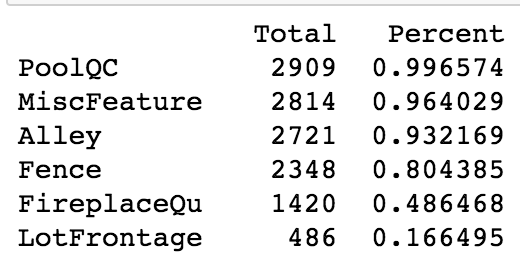 Total Percent
PoolQC 2909 0.996574
MiscFeature 2814 0.964029
Alley 2721 0.932169
Fence 2348 0.804385
FireplaceQu 1420 0.486468
LotFrontage 486 0.166495